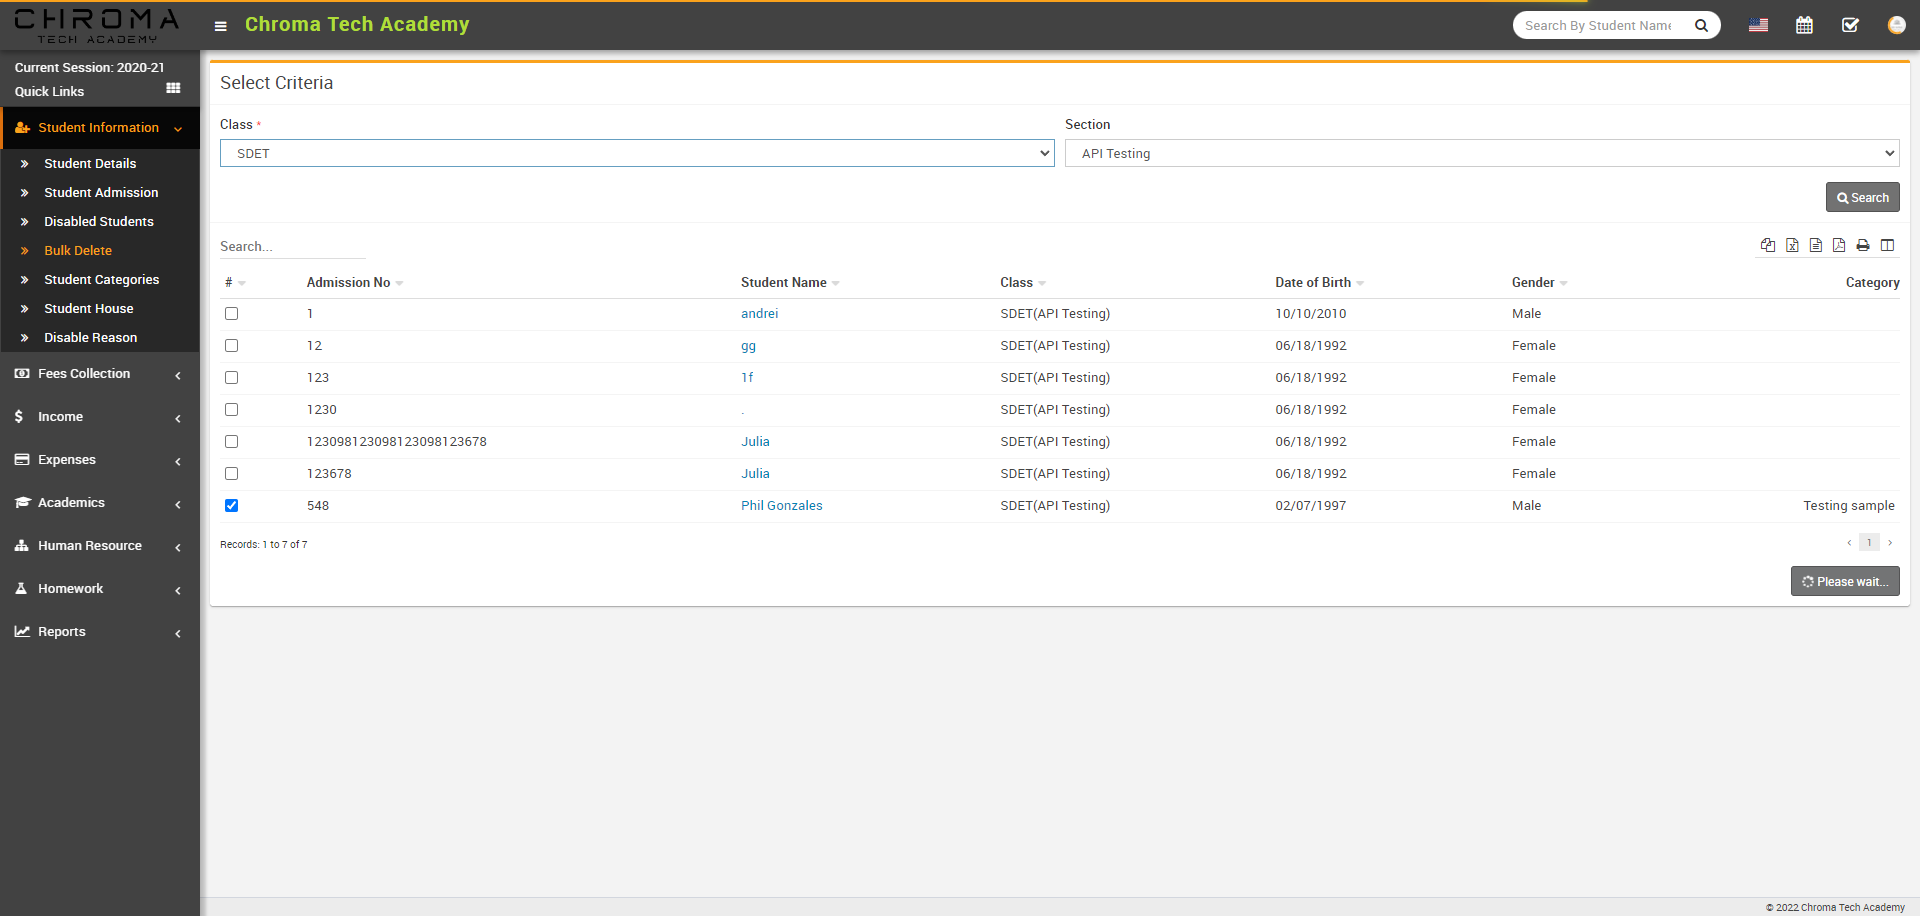 CHROMA
TECH ACADEMY
Chroma Tech Academy
Search By Student Name
Current Session: 2020-21
Quick Links
Student Information
Student Details
Student Admission
Disabled Students
Bulk Delete
Student Categories
Student House
Disable Reason
Fees Collection
Income
Expenses
Academics
Human Resource
Homework
Reports
Select Criteria
Class * Section
SDET API Testing
Search
Search...
# Admission No Student Name Class Date of Birth Gender Category
1 andrei SDET(API Testing) 10/10/2010 Male
12 gg SDET(API Testing) 06/18/1992 Female
123 1f SDET(API Testing) 06/18/1992 Female
1230 . SDET(API Testing) 06/18/1992 Female
123098123098123098123678 Julia SDET(API Testing) 06/18/1992 Female
123678 Julia SDET(API Testing) 06/18/1992 Female
548 Phil Gonzales SDET(API Testing) 02/07/1997 Male Testing sample
Records: 1 to 7 of 7
‹ 1 ›
Please wait...
© 2022 Chroma Tech Academy